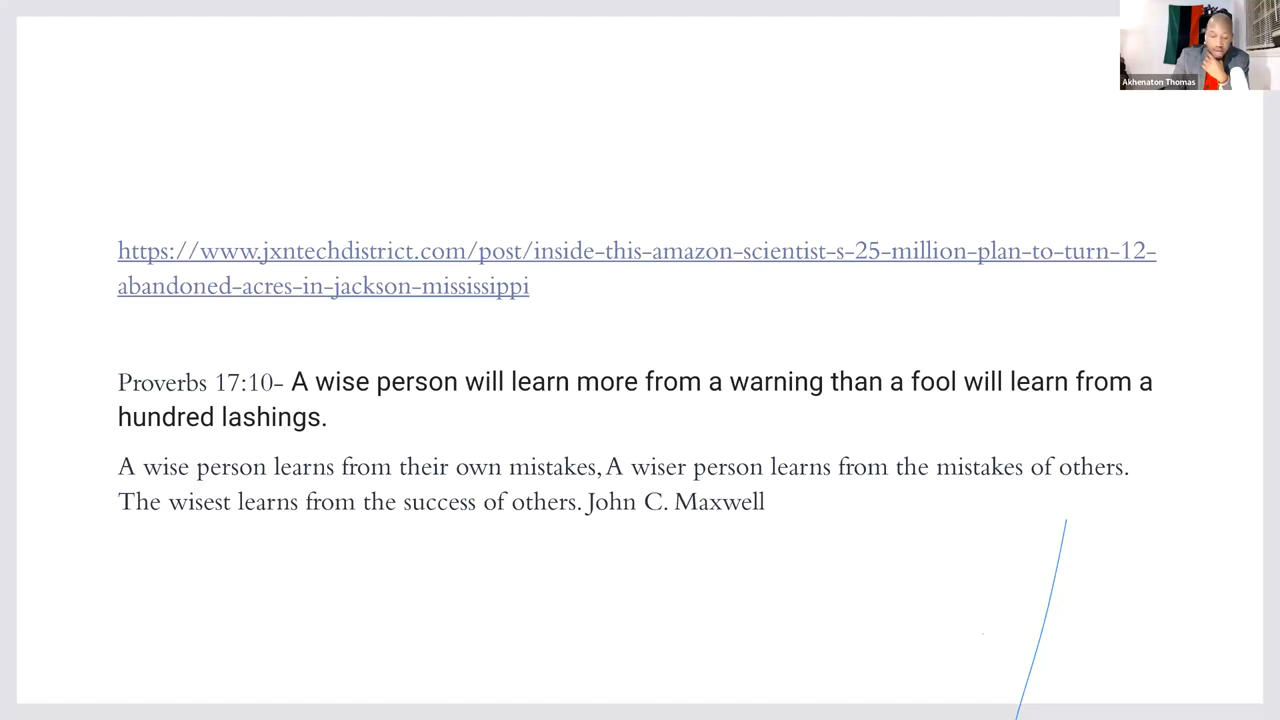 Akhenaton Thomas
https://www.jxntechdistrict.com/post/inside-this-amazon-scientist-s-25-million-plan-to-turn-12-
abandoned-acres-in-jackson-mississippi
Proverbs 17:10- A wise person will learn more from a warning than a fool will learn from a
hundred lashings.
A wise person learns from their own mistakes, A wiser person learns from the mistakes of others.
The wisest learns from the success of others. John C. Maxwell